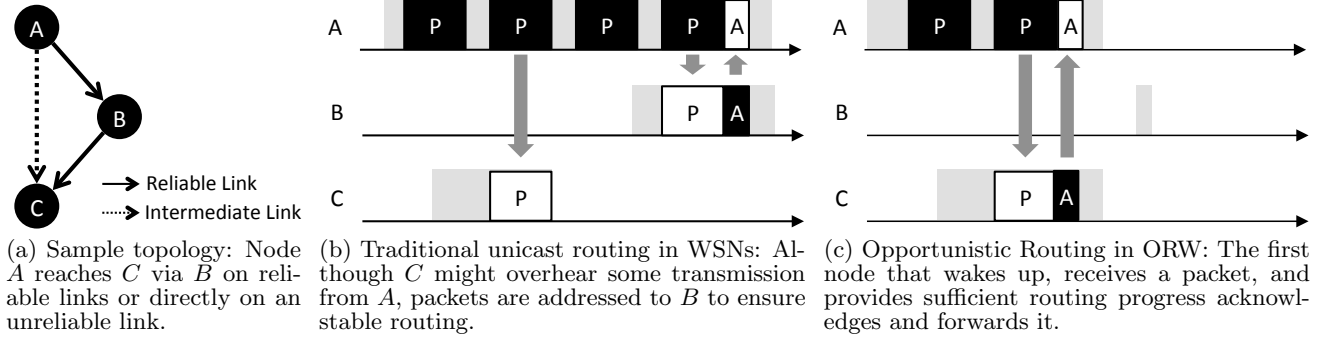 A
B
C
Reliable Link
Intermediate Link
(a) Sample topology: Node
A reaches C via B on reli-
able links or directly on an
unreliable link.
A
P
P
P
P
A
B
P
A
C
P
(b) Traditional unicast routing in WSNs: Al-
though C might overhear some transmission
from A, packets are addressed to B to ensure
stable routing.
A
P
P
A
B
C
P
A
(c) Opportunistic Routing in ORW: The first
node that wakes up, receives a packet, and
provides sufficient routing progress acknowl-
edges and forwards it.